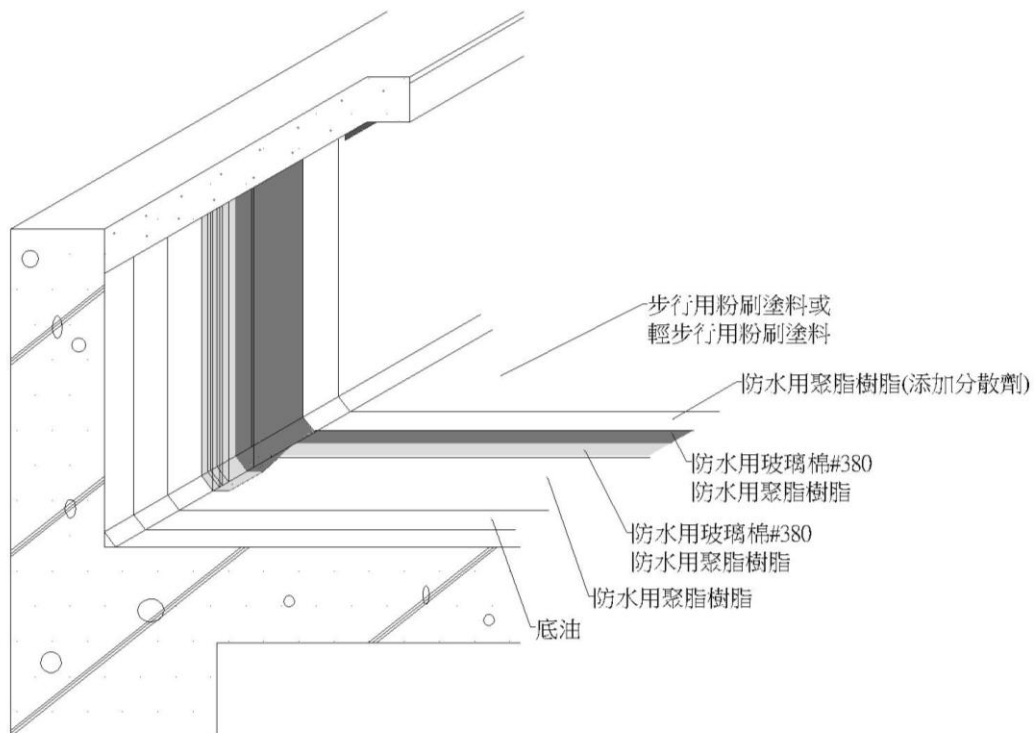 步行用粉刷塗料或
輕步行用粉刷塗料
防水用聚脂樹脂(添加分散劑)
防水用玻璃棉#380
防水用聚脂樹脂
防水用玻璃棉#380
防水用聚脂樹脂
防水用聚脂樹脂
底油